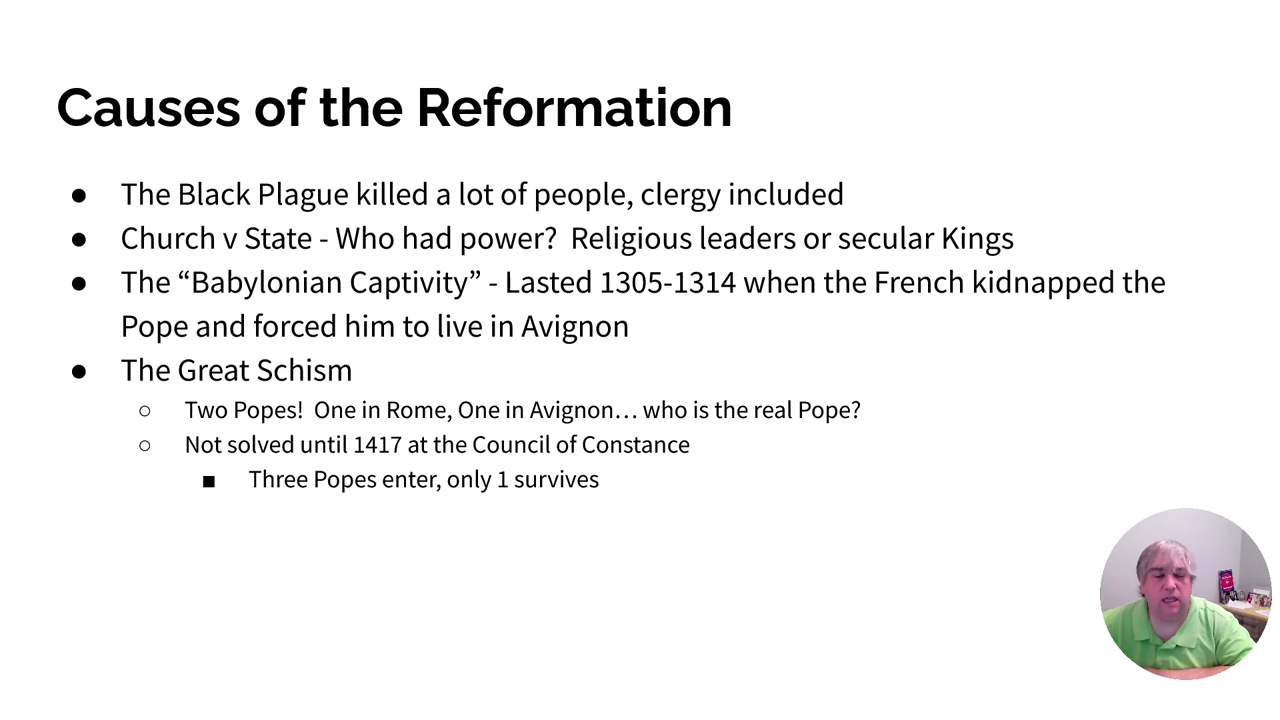 Causes of the Reformation
● The Black Plague killed a lot of people, clergy included
● Church v State - Who had power?  Religious leaders or secular Kings
● The “Babylonian Captivity” - Lasted 1305-1314 when the French kidnapped the
Pope and forced him to live in Avignon
● The Great Schism
○ Two Popes!  One in Rome, One in Avignon… who is the real Pope?
○ Not solved until 1417 at the Council of Constance
■ Three Popes enter, only 1 survives